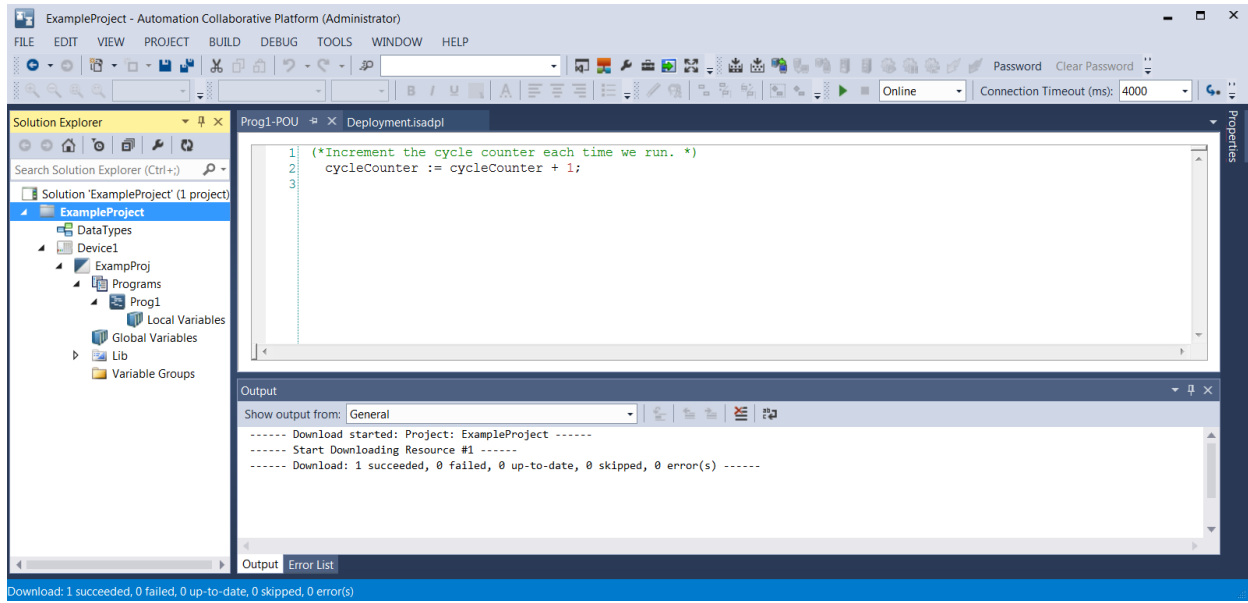 ExampleProject - Automation Collaborative Platform (Administrator)
FILE EDIT VIEW PROJECT BUILD DEBUG TOOLS WINDOW HELP
Password Clear Password
Online Connection Timeout (ms): 4000
Solution Explorer
Search Solution Explorer (Ctrl+;)
Solution 'ExampleProject' (1 project)
ExampleProject
DataTypes
Device1
ExampProj
Programs
Prog1
Local Variables
Global Variables
Lib
Variable Groups
Prog1-POU Deployment.isadpl
1 (*Increment the cycle counter each time we run. *)
2 cycleCounter := cycleCounter + 1;
3
Properties
Output
Show output from: General
------ Download started: Project: ExampleProject ------
------ Start Downloading Resource #1 ------
------ Download: 1 succeeded, 0 failed, 0 up-to-date, 0 skipped, 0 error(s) ------
Output Error List
Download: 1 succeeded, 0 failed, 0 up-to-date, 0 skipped, 0 error(s)